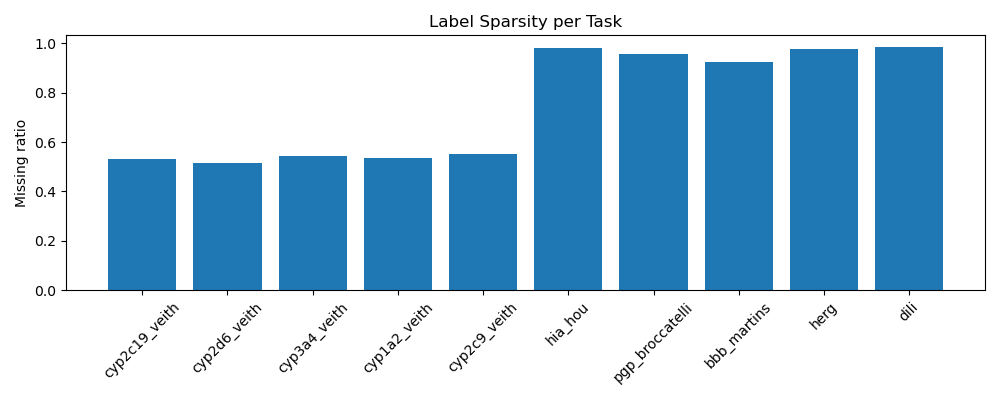 Label Sparsity per Task
Missing ratio
1.0
0.8
0.6
0.4
0.2
0.0
cyp2c19_veith
cyp2d6_veith
cyp3a4_veith
cyp1a2_veith
cyp2c9_veith
hia_hou
pgp_broccatelli
bbb_martins
herg
dili